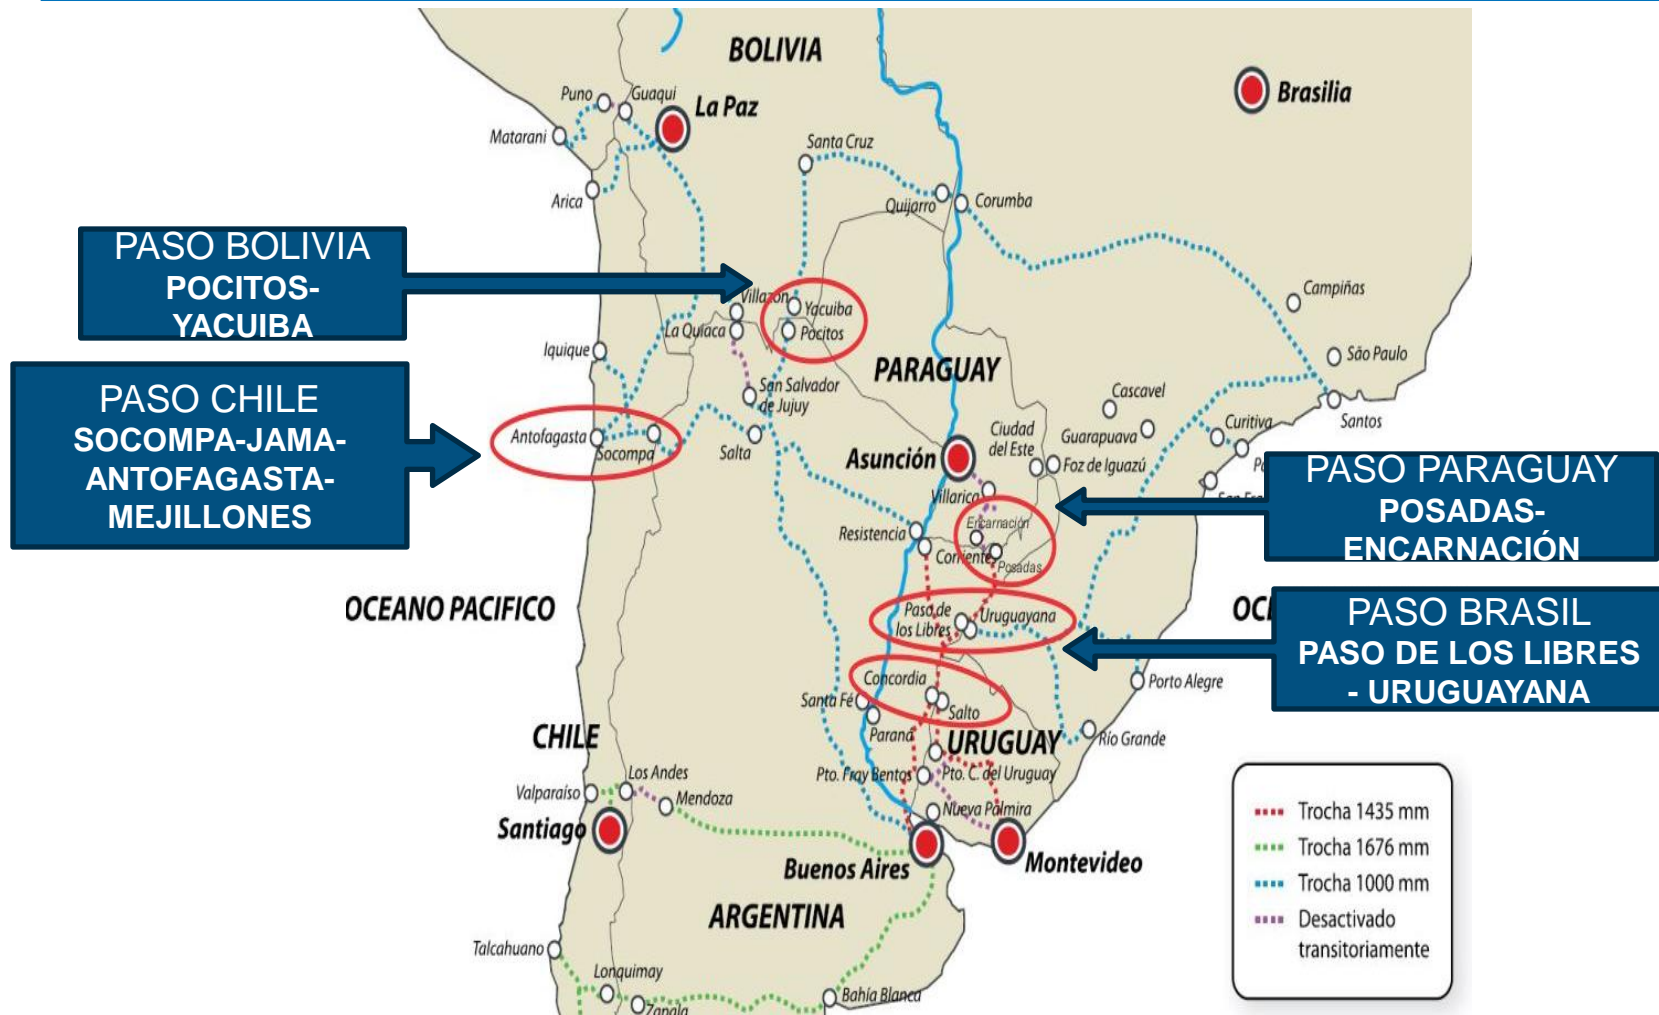 BOLIVIA
Brasilia
Puno
Guaqui
La Paz
Matarani
Santa Cruz
Arica
Quijarro
Corumba
PASO BOLIVIA
POCITOS-
YACUIBA
Villazón
Yacuiba
Campiñas
La Quiaca
Pocitos
Iquique
São Paulo
PARAGUAY
PASO CHILE
SOCOMPA-JAMA-
ANTOFAGASTA-
MEJILLONES
San Salvador
de Jujuy
Cascavel
Santos
Curitiva
Antofagasta
Socompa
Salta
Ciudad
del Este
Guarapuava
Asunción
Foz de Iguazú
Villarica
PASO PARAGUAY
POSADAS-
ENCARNACIÓN
Resistencia
Encarnación
Corrientes
Posadas
OCEANO PACIFICO
Paso de
los Libres
Uruguayana
PASO BRASIL
PASO DE LOS LIBRES
- URUGUAYANA
Concordia
Porto Alegre
Santa Fé
Salto
Paraná
CHILE
URUGUAY
Río Grande
Los Andes
Pto. Fray Bentos
Pto. C. del Uruguay
Valparaíso
Mendoza
Nueva Palmira
Santiago
Buenos Aires
Montevideo
Trocha 1435 mm
Trocha 1676 mm
Trocha 1000 mm
Desactivado
transitoriamente
ARGENTINA
Talcahuano
Lonquimay
Bahía Blanca
Zapala